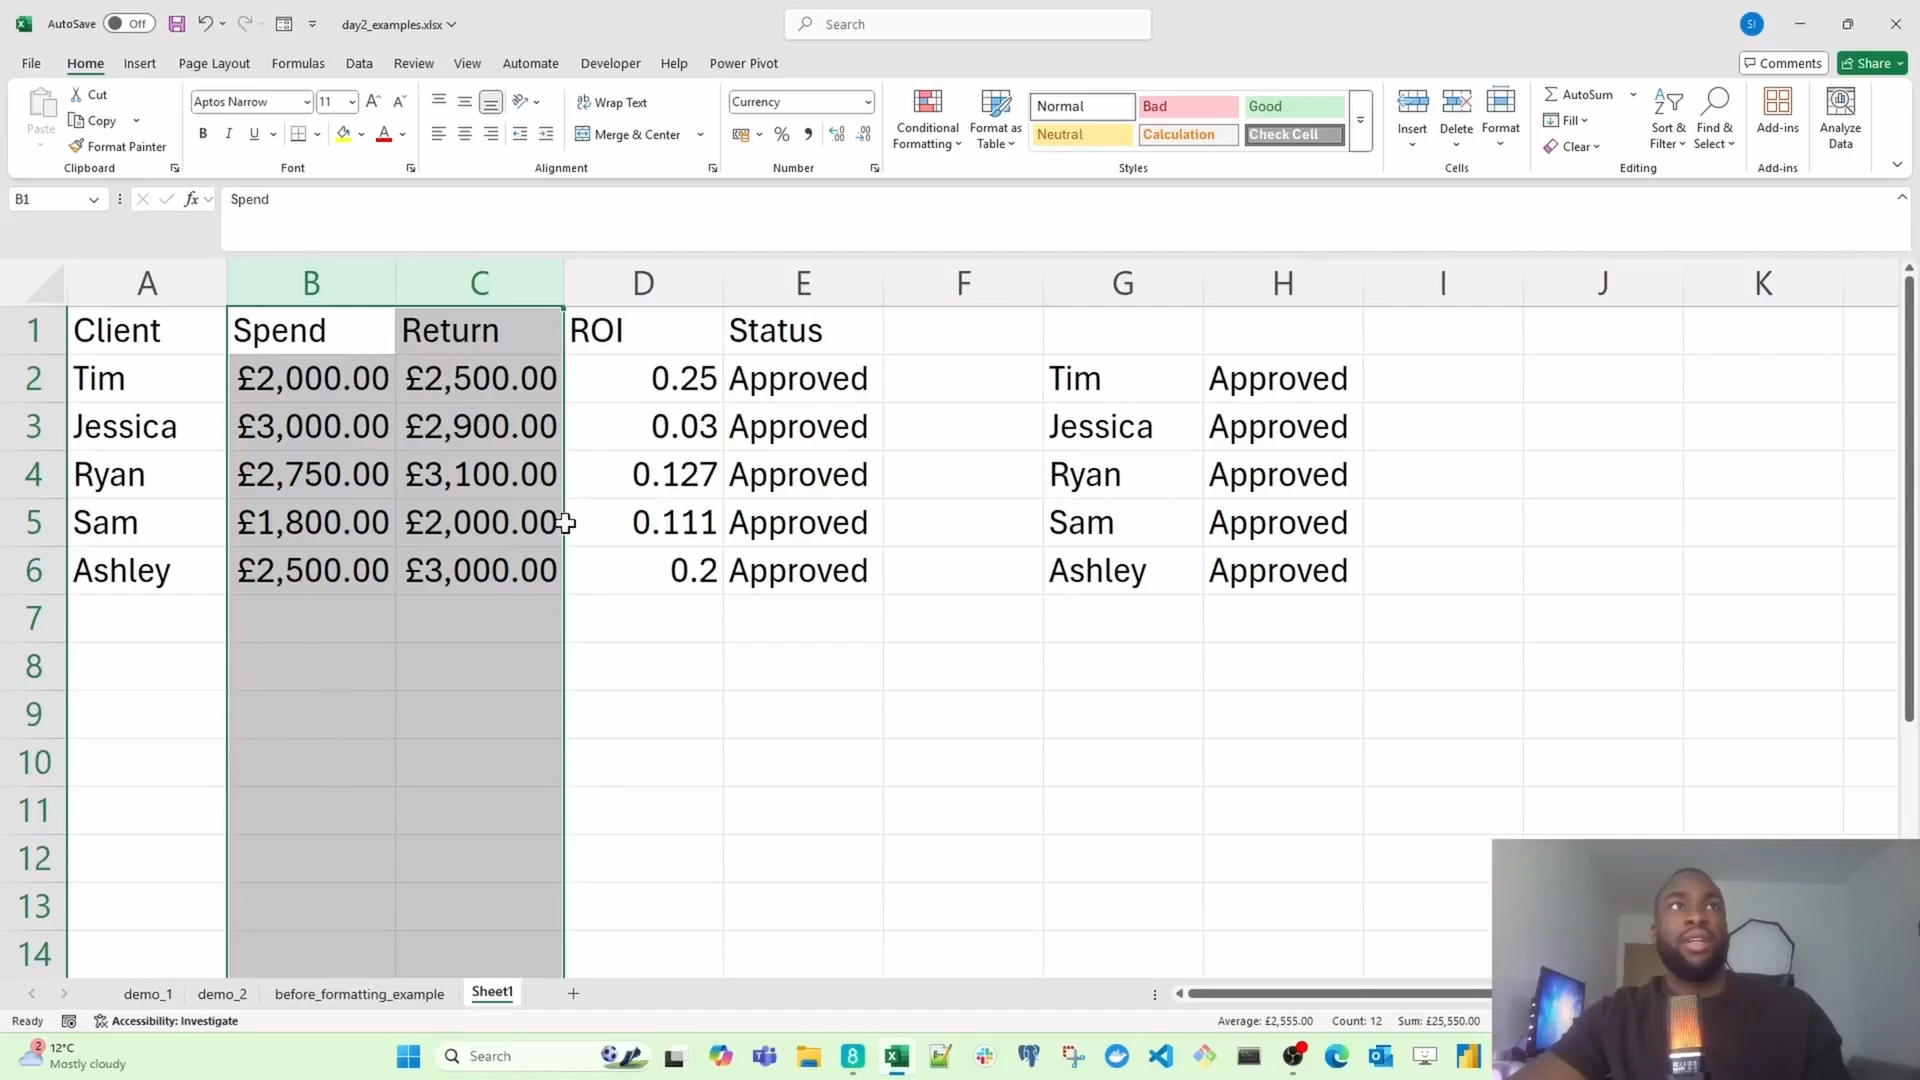 AutoSave Off day2_examples.xlsx Search SI
File Home Insert Page Layout Formulas Data Review View Automate Developer Help Power Pivot Comments Share
Paste Cut Copy Format Painter Clipboard
Aptos Narrow 11 B I U A Font
Wrap Text Merge & Center Alignment
Currency % Number
Conditional Formatting Format as Table Normal Bad Good Neutral Calculation Check Cell Styles
Insert Delete Format Cells
AutoSum Fill Clear Sort & Filter Find & Select Editing
Add-ins Add-ins
Analyze Data
B1 fx Spend
A B C D E F G H I J K
1 Client Spend Return ROI Status
2 Tim £2,000.00 £2,500.00 0.25 Approved Tim Approved
3 Jessica £3,000.00 £2,900.00 0.03 Approved Jessica Approved
4 Ryan £2,750.00 £3,100.00 0.127 Approved Ryan Approved
5 Sam £1,800.00 £2,000.00 0.111 Approved Sam Approved
6 Ashley £2,500.00 £3,000.00 0.2 Approved Ashley Approved
7
8
9
10
11
12
13
14
demo_1 demo_2 before_formatting_example Sheet1
Ready Accessibility: Investigate Average: £2,555.00 Count: 12 Sum: £25,550.00
2 12°C Mostly cloudy Search